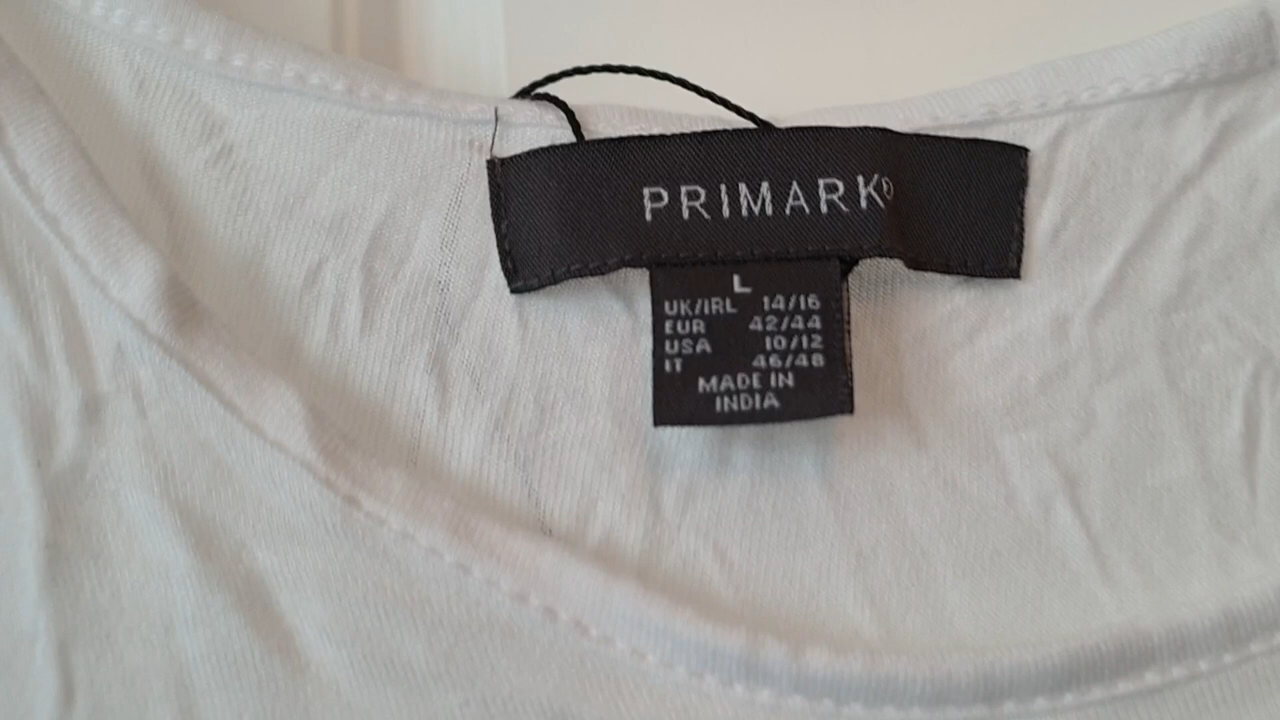 PRIMARK®
L
UK/IRL 14/16
EUR 42/44
USA 10/12
IT 46/48
MADE IN
INDIA